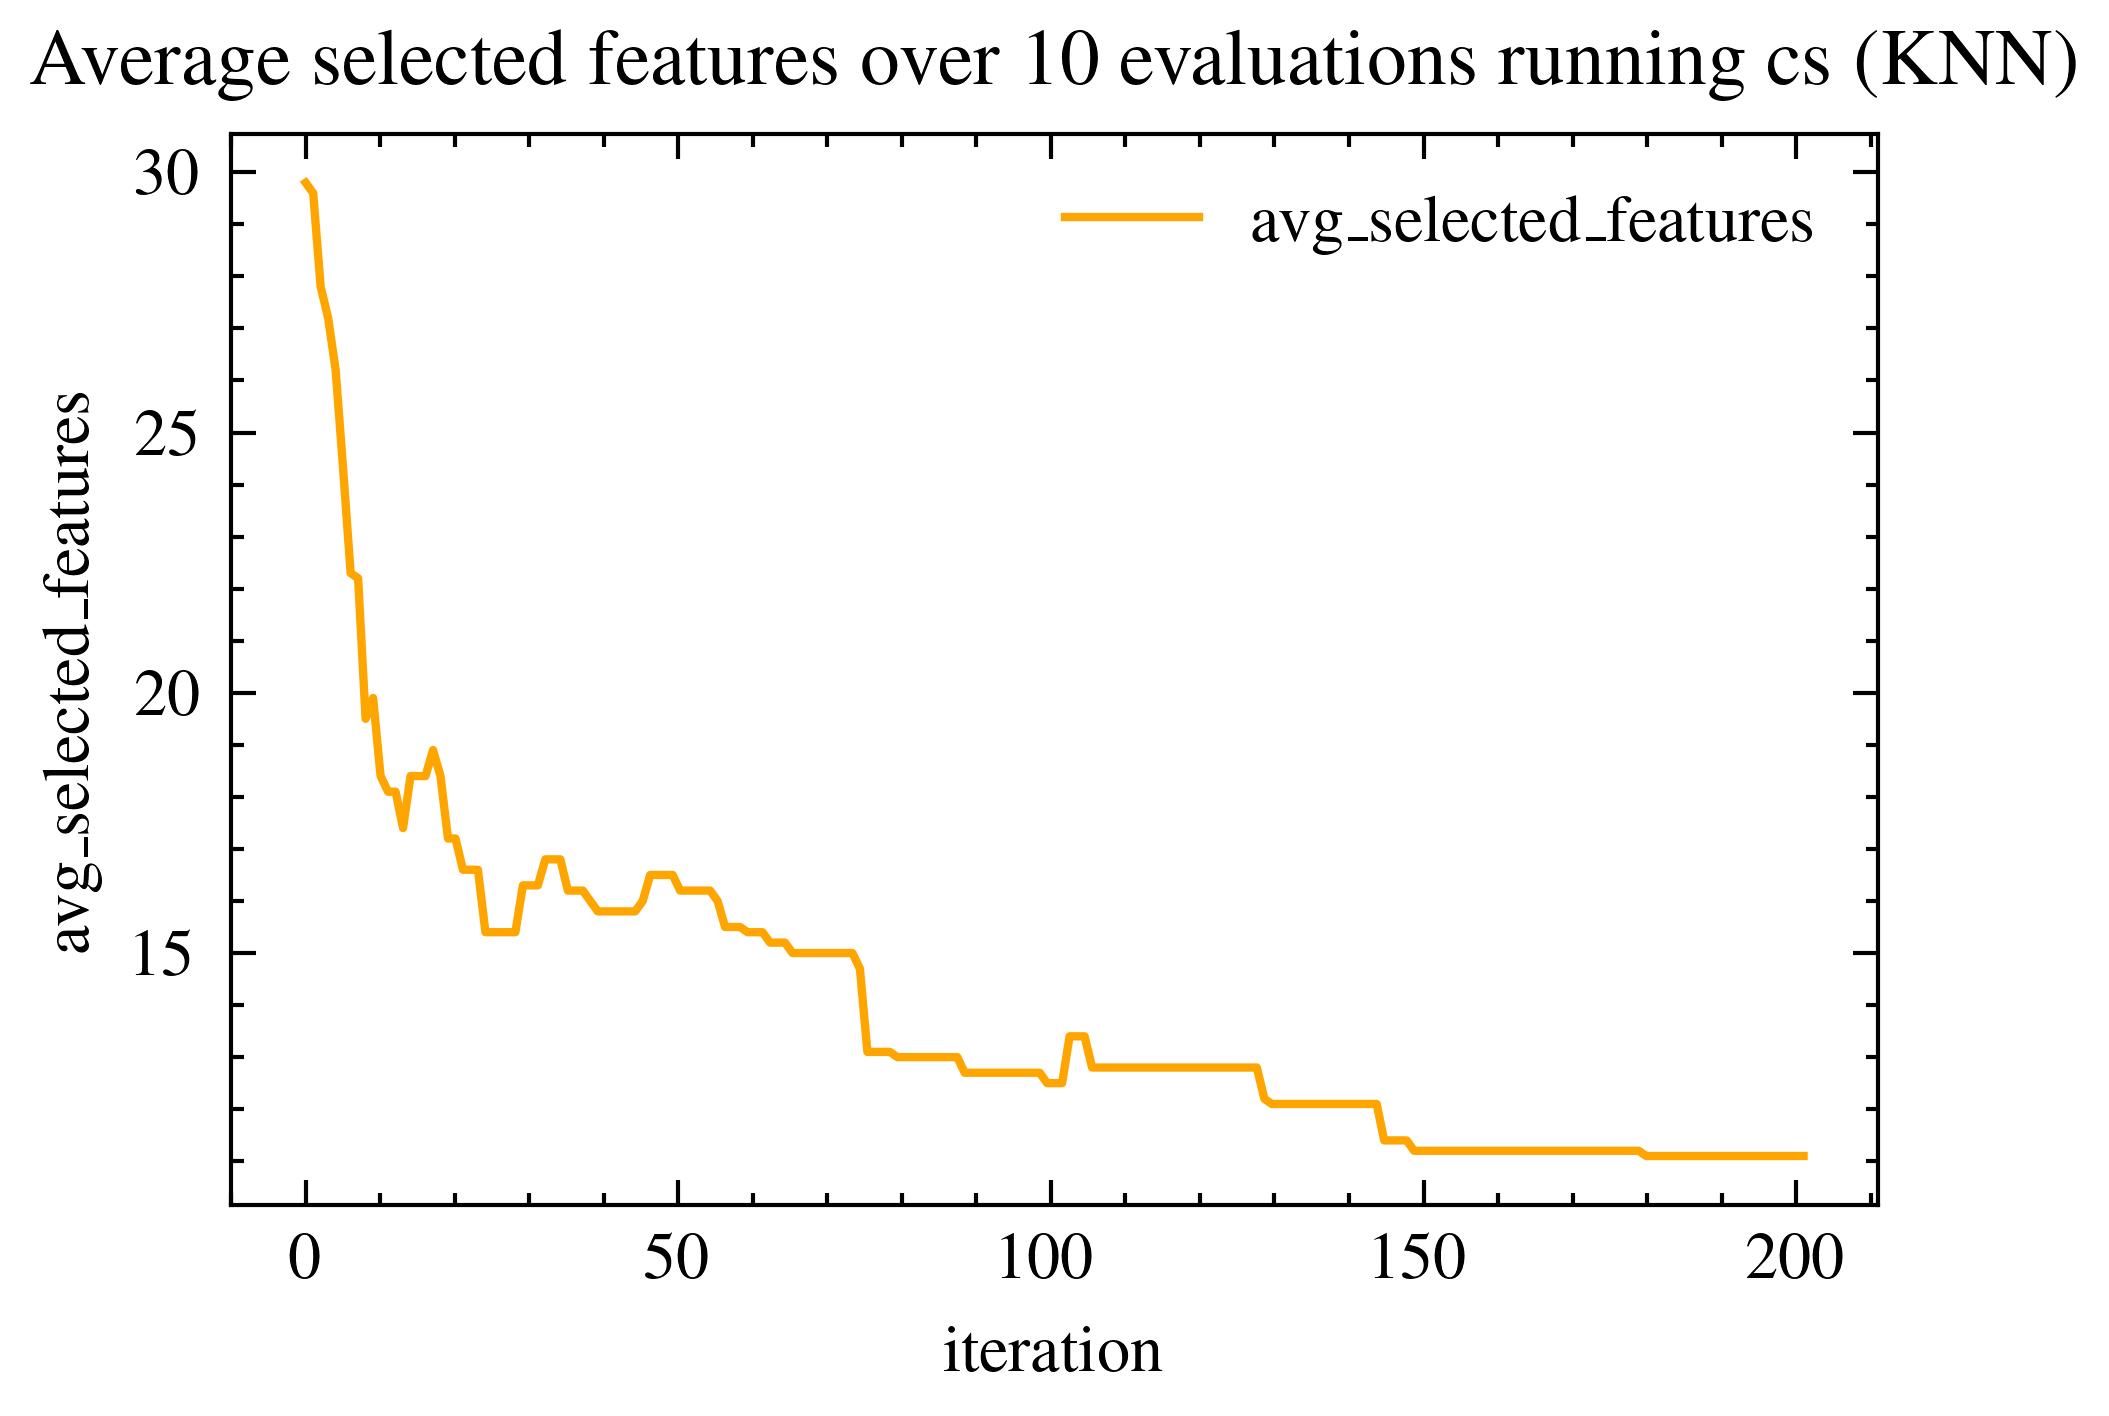 Average selected features over 10 evaluations running cs (KNN)
avg_selected_features
30
25
20
15
avg_selected_features
0 50 100 150 200
iteration